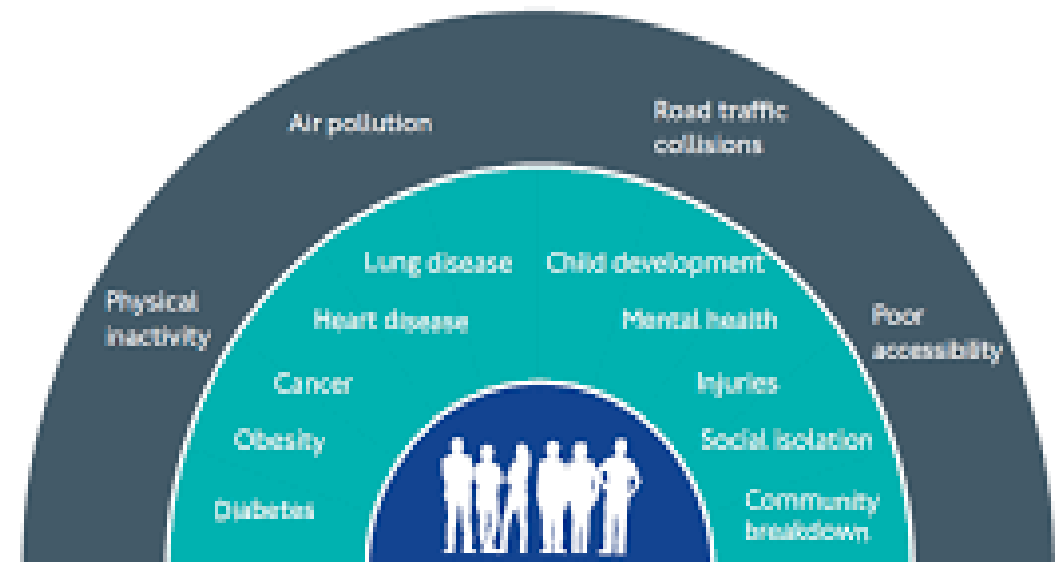 Air pollution
Road traffic
collisions
Physical
inactivity
Poor
accessibility
Lung disease
Child development
Heart disease
Mental health
Cancer
Injuries
Obesity
Social isolation
Diabetes
Community
breakdown